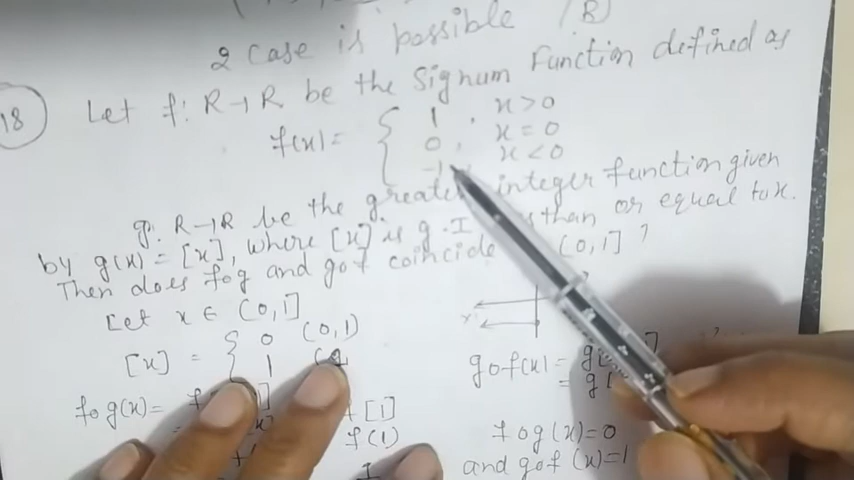 2 case is possible (R)
18
Let f: R→R be the Signum Function defined as
f(x) = { 1, x > 0
0, x = 0
-1, x < 0
g: R→R be the greatest integer function given
by g(x) = [x], where [x] is g.I than or equal to x.
Then does fog and gof coincide (0,1] ?
Let x ∈ (0,1]
[x] = { 0 (0,1)
1
fog(x) =
f[1]
f(1)
gof(x) = g[
= g[
fog(x) = 0
and gof(x) = 1